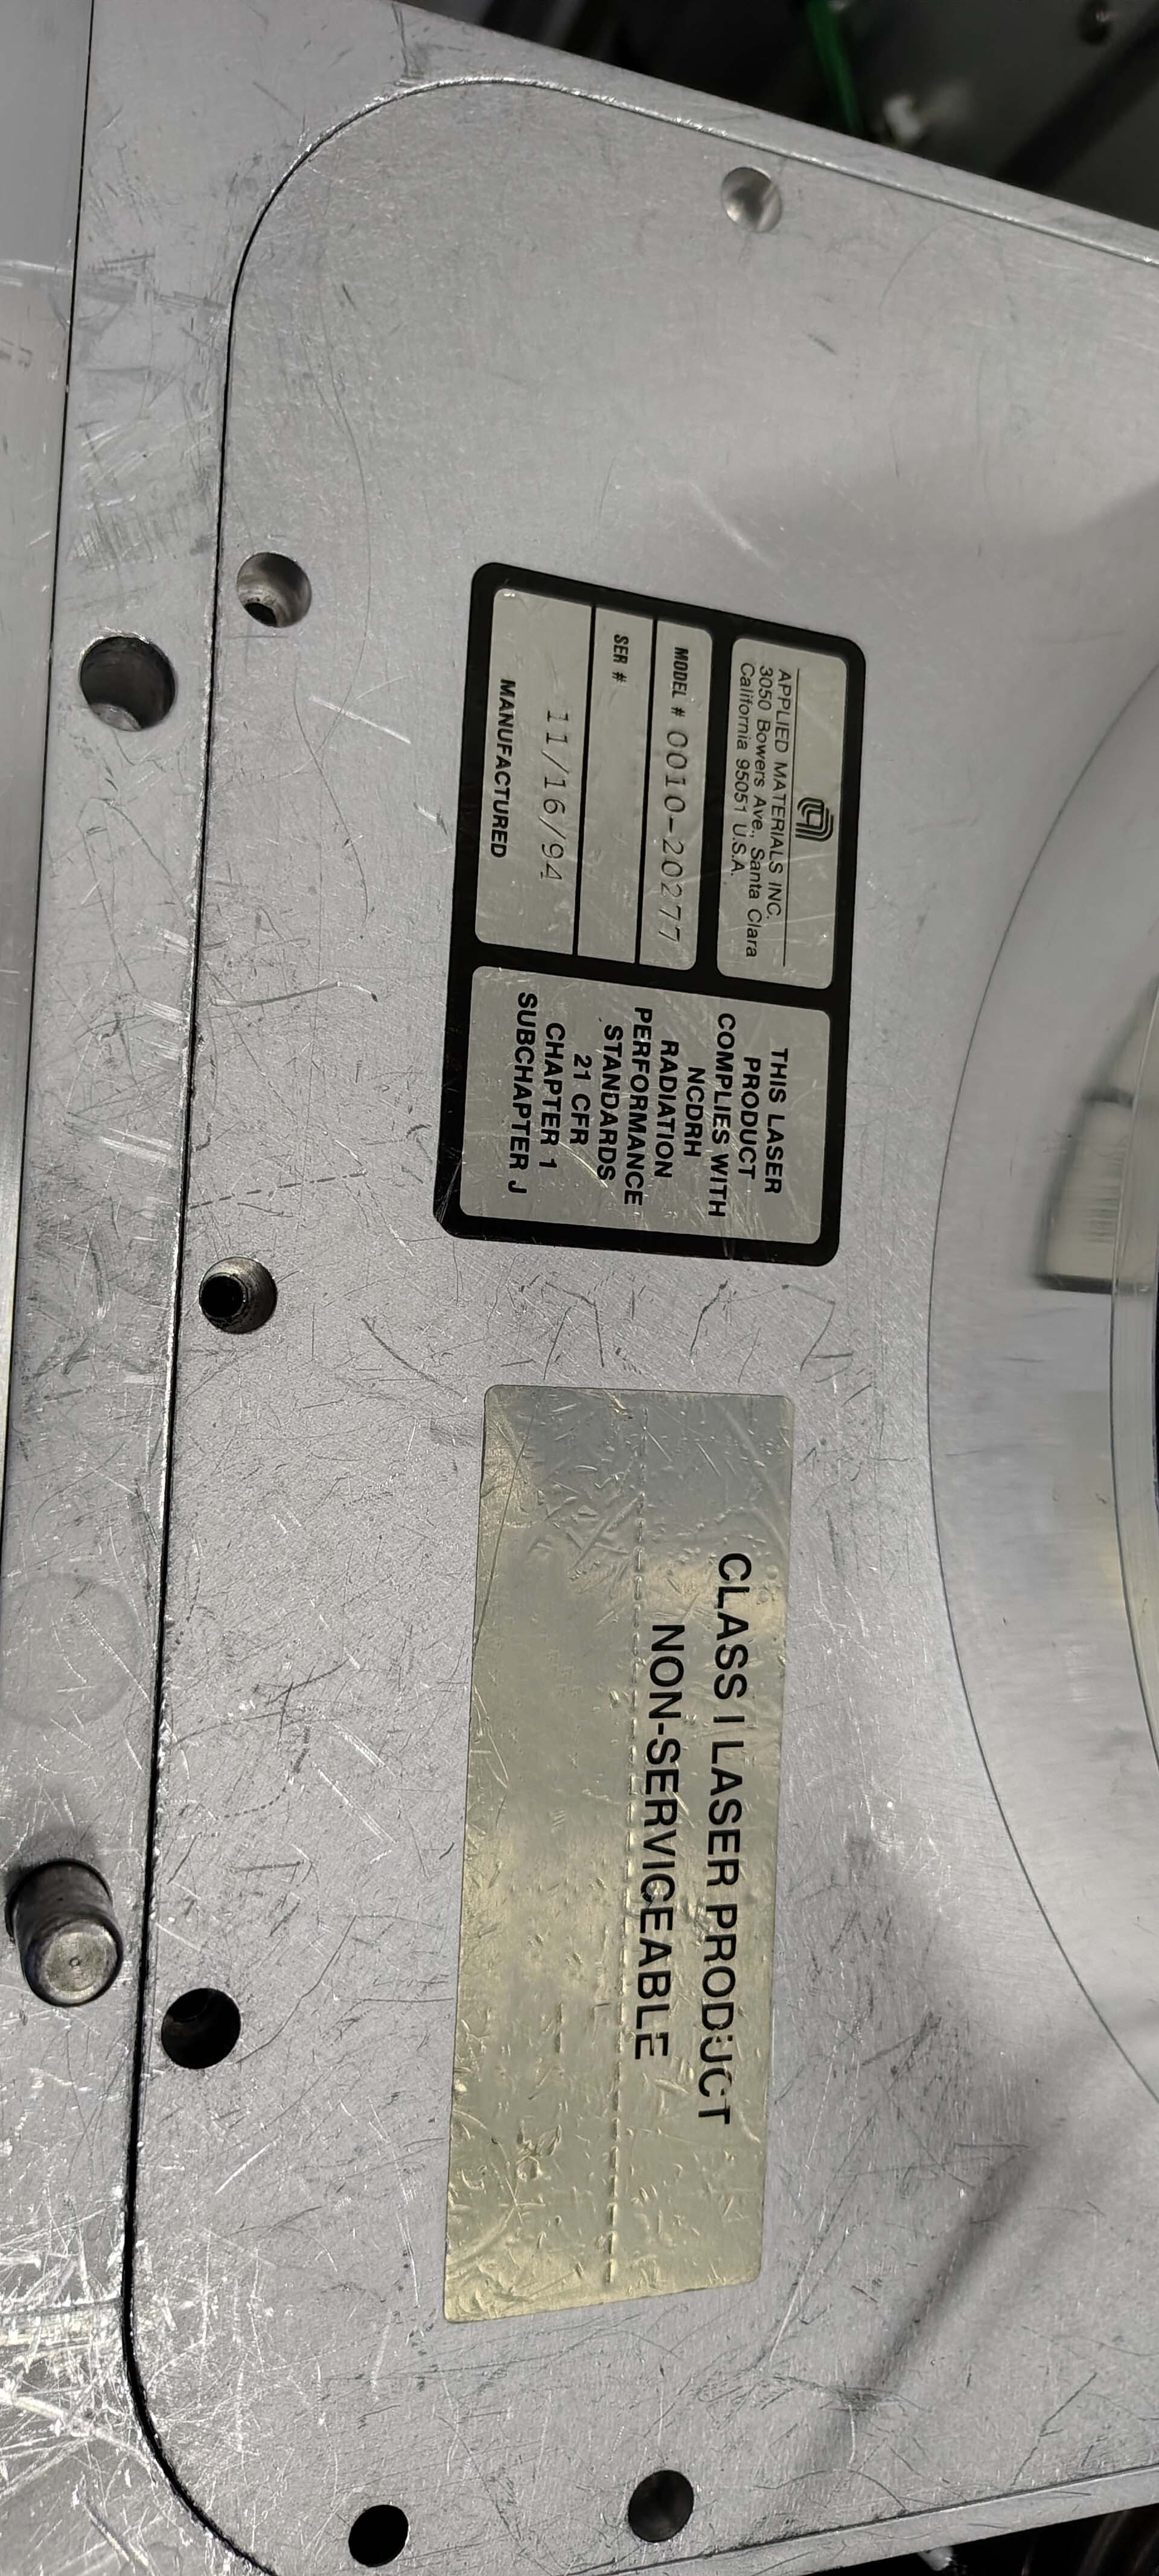 APPLIED MATERIALS INC.
3050 Bowers Ave., Santa Clara
California 95051 U.S.A.
MODEL # 0010-20277
SER #
11/16/94
MANUFACTURED
THIS LASER
PRODUCT
COMPLIES WITH
NCDRH
RADIATION
PERFORMANCE
STANDARDS
21 CFR
CHAPTER 1
SUBCHAPTER J
CLASS I LASER PRODUCT
NON-SERVICEABLE